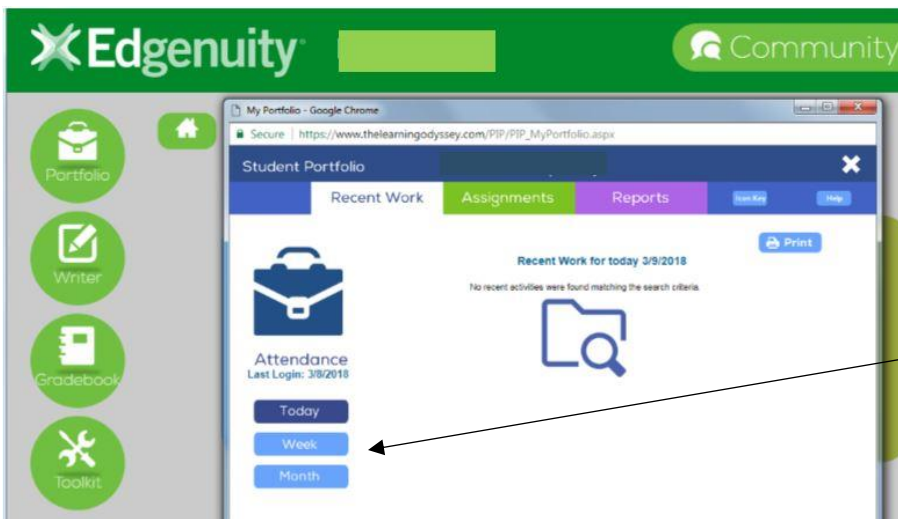 Edgenuity
Community
Portfolio
Writer
Gradebook
Toolkit
My Portfolio - Google Chrome
Secure | https://www.thelearningodyssey.com/PIP/PIP_MyPortfolio.aspx
Student Portfolio
Recent Work Assignments Reports Icon Key Help
Print
Recent Work for today 3/9/2018
No recent activities were found matching the search criteria.
Attendance
Last Login: 3/8/2018
Today
Week
Month